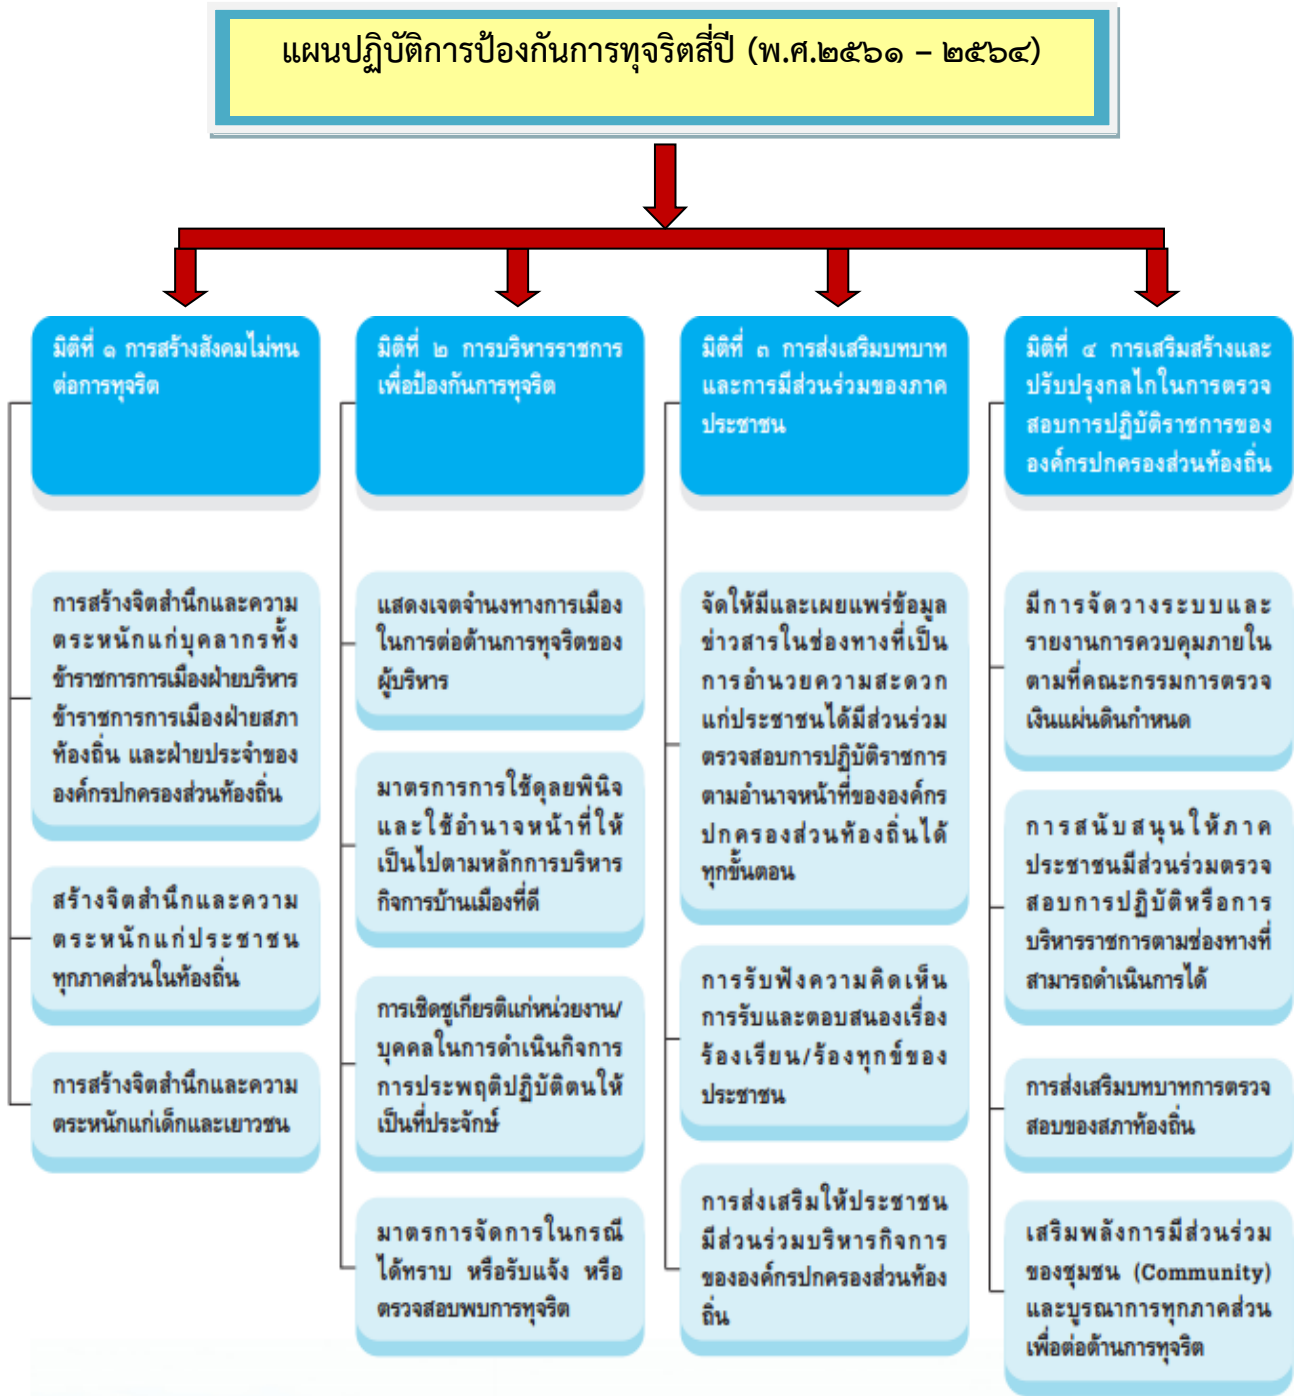 แผนปฏิบัติการป้องกันการทุจริตสี่ปี (พ.ศ.๒๕๖๑ – ๒๕๖๔)
มิติที่ ๑ การสร้างสังคมไม่ทน
ต่อการทุจริต
การสร้างจิตสำนึกและความ
ตระหนักแก่บุคลากรทั้ง
ข้าราชการการเมืองฝ่ายบริหาร
ข้าราชการการเมืองฝ่ายสภา
ท้องถิ่น และฝ่ายประจำของ
องค์กรปกครองส่วนท้องถิ่น
สร้างจิตสำนึกและความ
ตระหนักแก่ประชาชน
ทุกภาคส่วนในท้องถิ่น
การสร้างจิตสำนึกและความ
ตระหนักแก่เด็กและเยาวชน
มิติที่ ๒ การบริหารราชการ
เพื่อป้องกันการทุจริต
แสดงเจตจำนงทางการเมือง
ในการต่อต้านการทุจริตของ
ผู้บริหาร
มาตรการการใช้ดุลยพินิจ
และใช้อำนาจหน้าที่ให้
เป็นไปตามหลักการบริหาร
กิจการบ้านเมืองที่ดี
การเชิดชูเกียรติแก่หน่วยงาน/
บุคคลในการดำเนินกิจการ
การประพฤติปฏิบัติตนให้
เป็นที่ประจักษ์
มาตรการจัดการในกรณี
ได้ทราบ หรือรับแจ้ง หรือ
ตรวจสอบพบการทุจริต
มิติที่ ๓ การส่งเสริมบทบาท
และการมีส่วนร่วมของภาค
ประชาชน
จัดให้มีและเผยแพร่ข้อมูล
ข่าวสารในช่องทางที่เป็น
การอำนวยความสะดวก
แก่ประชาชนได้มีส่วนร่วม
ตรวจสอบการปฏิบัติราชการ
ตามอำนาจหน้าที่ขององค์กร
ปกครองส่วนท้องถิ่นได้
ทุกขั้นตอน
การรับฟังความคิดเห็น
การรับและตอบสนองเรื่อง
ร้องเรียน/ร้องทุกข์ของ
ประชาชน
การส่งเสริมให้ประชาชน
มีส่วนร่วมบริหารกิจการ
ขององค์กรปกครองส่วนท้อง
ถิ่น
มิติที่ ๔ การเสริมสร้างและ
ปรับปรุงกลไกในการตรวจ
สอบการปฏิบัติราชการของ
องค์กรปกครองส่วนท้องถิ่น
มีการจัดวางระบบและ
รายงานการควบคุมภายใน
ตามที่คณะกรรมการตรวจ
เงินแผ่นดินกำหนด
การสนับสนุนให้ภาค
ประชาชนมีส่วนร่วมตรวจ
สอบการปฏิบัติหรือการ
บริหารราชการตามช่องทางที่
สามารถดำเนินการได้
การส่งเสริมบทบาทการตรวจ
สอบของสภาท้องถิ่น
เสริมพลังการมีส่วนร่วม
ของชุมชน (Community)
และบูรณาการทุกภาคส่วน
เพื่อต่อต้านการทุจริต